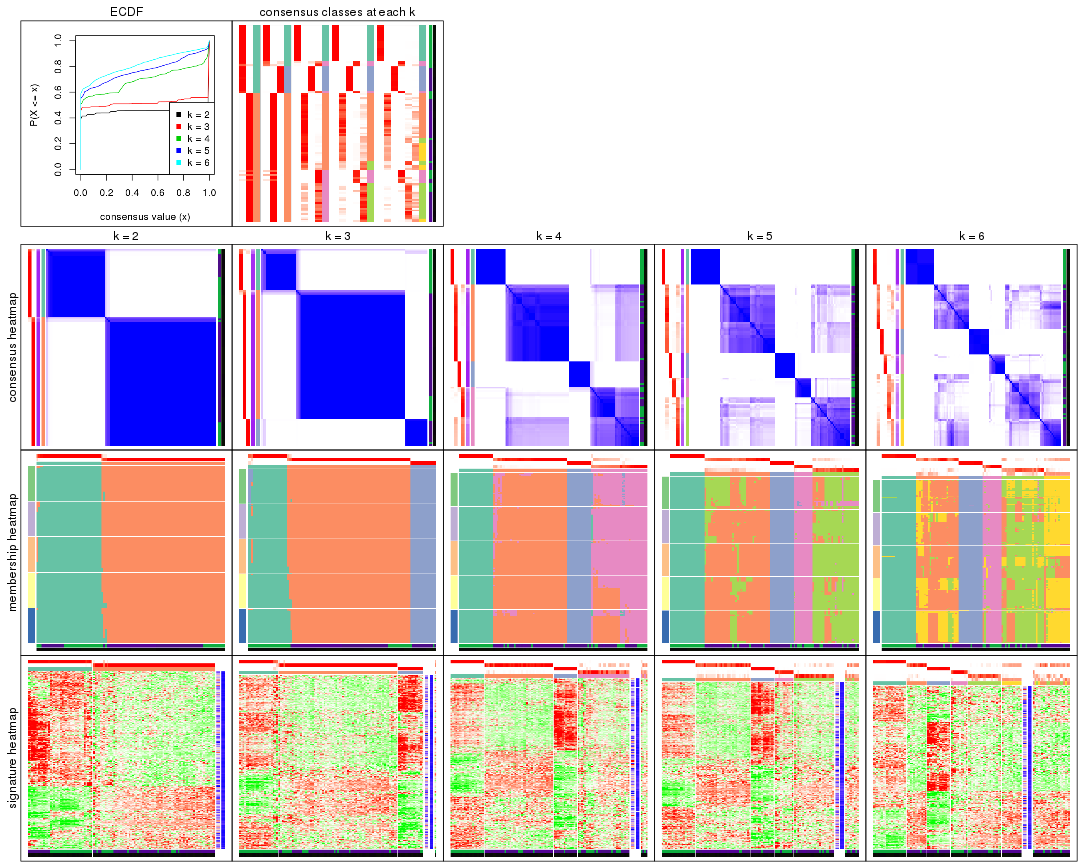 ECDF
consensus classes at each k
P(X <= x)
1.0
0.8
0.6
0.4
0.2
0.0
k = 2
k = 3
k = 4
k = 5
k = 6
0.0 0.2 0.4 0.6 0.8 1.0
consensus value (x)
k = 2
k = 3
k = 4
k = 5
k = 6
consensus heatmap
membership heatmap
signature heatmap